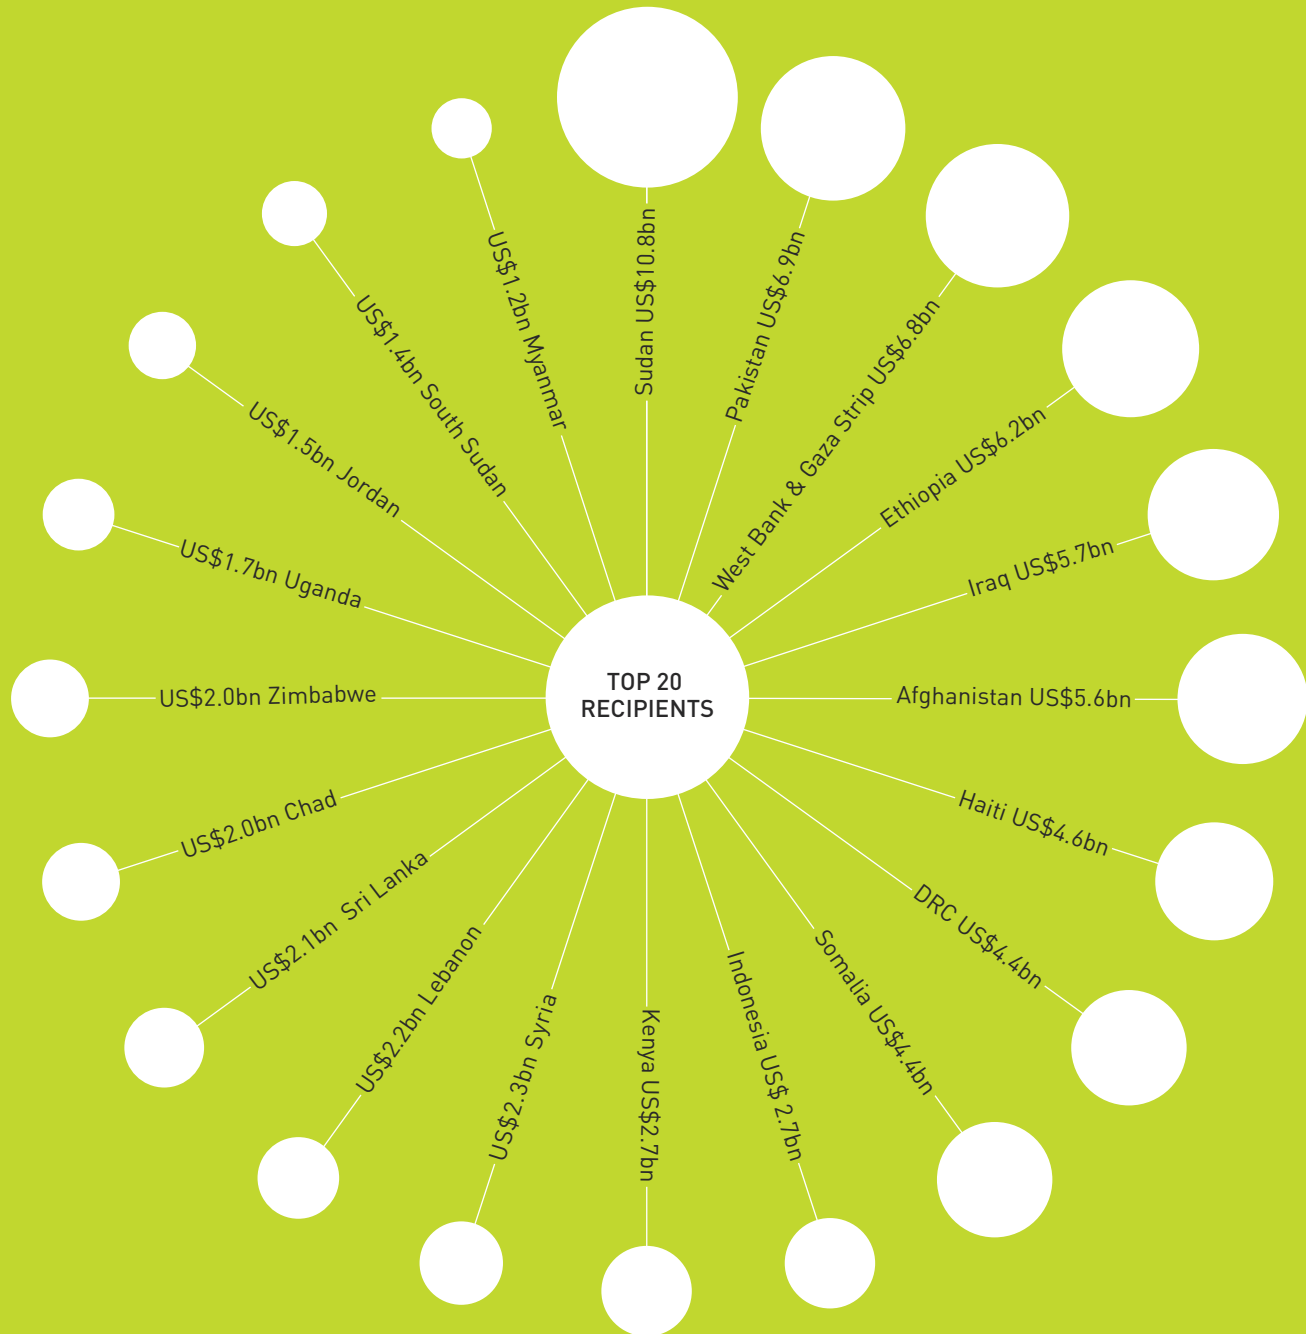 TOP 20
RECIPIENTS
Sudan US$10.8bn
Pakistan US$6.9bn
West Bank & Gaza Strip US$6.8bn
Ethiopia US$6.2bn
Iraq US$5.7bn
Afghanistan US$5.6bn
Haiti US$4.6bn
DRC US$4.4bn
Somalia US$4.4bn
Indonesia US$ 2.7bn
Kenya US$2.7bn
US$2.3bn Syria
US$2.2bn Lebanon
US$2.1bn Sri Lanka
US$2.0bn Chad
US$2.0bn Zimbabwe
US$1.7bn Uganda
US$1.5bn Jordan
US$1.4bn South Sudan
US$1.2bn Myanmar